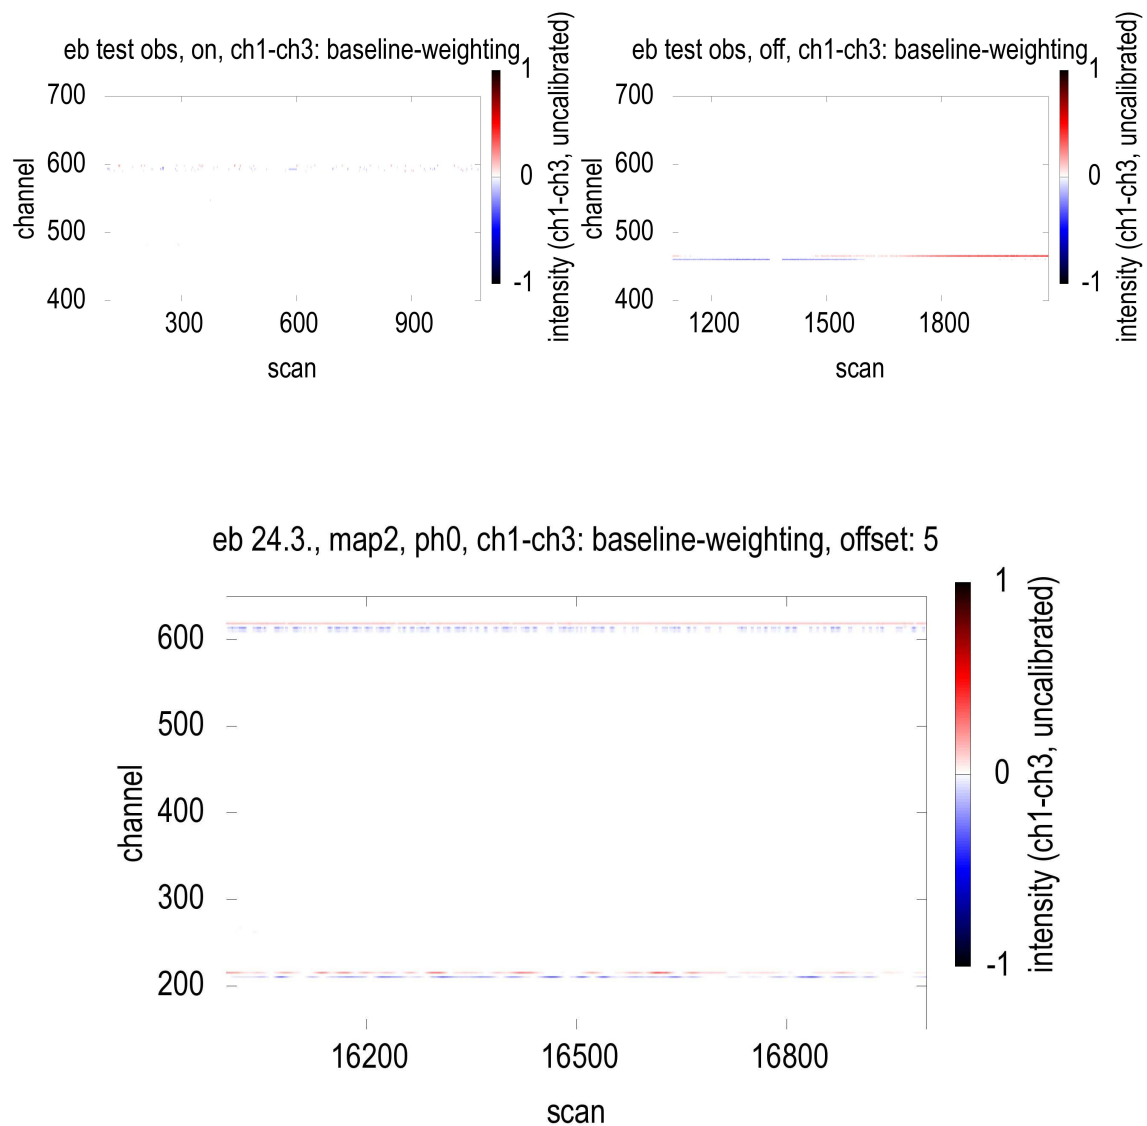 eb test obs, on, ch1-ch3: baseline-weighting
700
600
500
400
channel
300
600
900
scan
1
0
-1
intensity (ch1-ch3, uncalibrated)
eb test obs, off, ch1-ch3: baseline-weighting
700
600
500
400
channel
1200
1500
1800
scan
1
0
-1
intensity (ch1-ch3, uncalibrated)
eb 24.3., map2, ph0, ch1-ch3: baseline-weighting, offset: 5
600
500
400
300
200
channel
16200
16500
16800
scan
1
0
-1
intensity (ch1-ch3, uncalibrated)